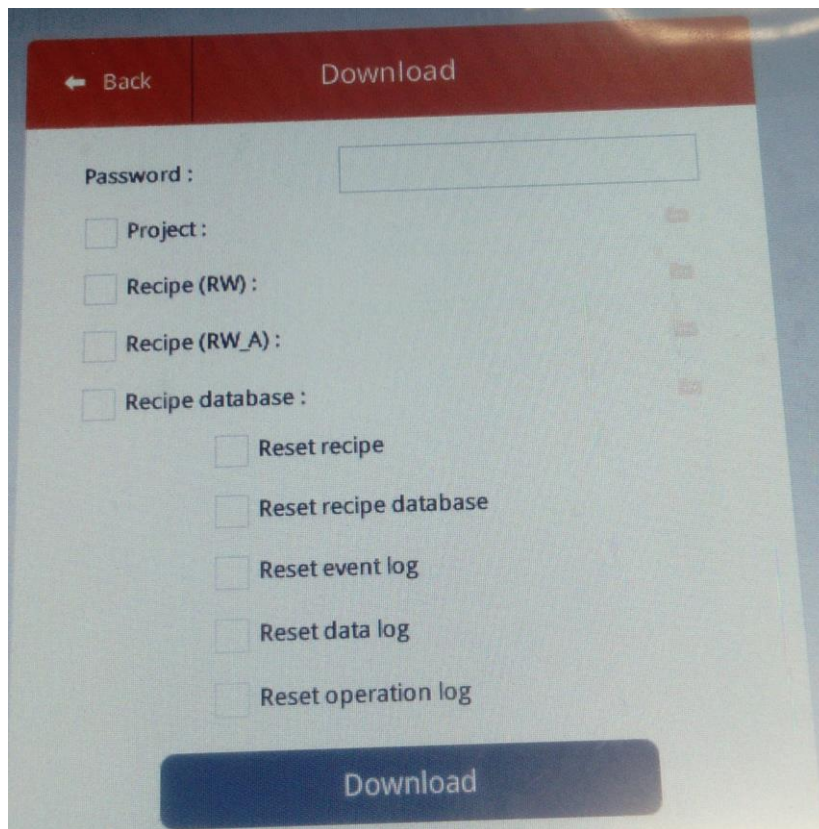 Back
Download
Password :
Project :
Recipe (RW) :
Recipe (RW_A) :
Recipe database :
Reset recipe
Reset recipe database
Reset event log
Reset data log
Reset operation log
Download